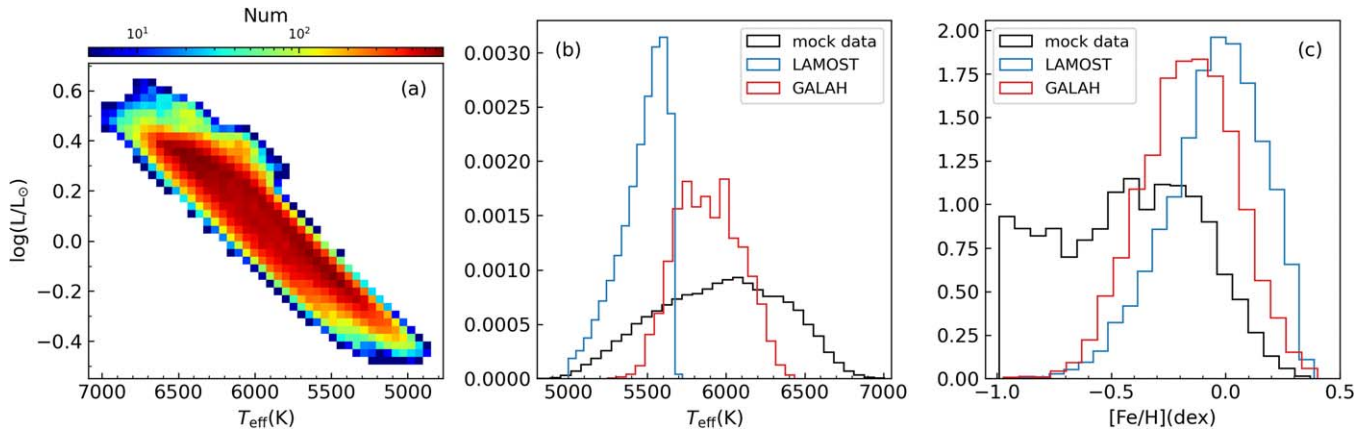 Num
10¹ 10²
(a)
log(L/L⊙)
0.6
0.4
0.2
0.0
−0.2
−0.4
7000 6500 6000 5500 5000
Teff(K)
(b)
mock data
LAMOST
GALAH
0.0030
0.0025
0.0020
0.0015
0.0010
0.0005
0.0000
5000 5500 6000 6500 7000
Teff(K)
(c)
mock data
LAMOST
GALAH
2.00
1.75
1.50
1.25
1.00
0.75
0.50
0.25
0.00
−1.0 −0.5 0.0 0.5
[Fe/H](dex)